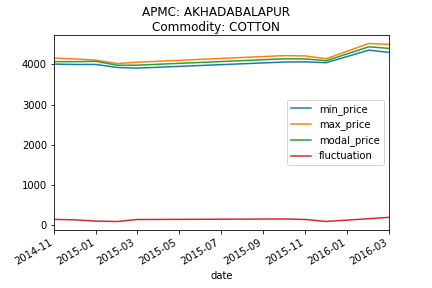 APMC: AKHADABALAPUR
Commodity: COTTON
4000
3000
2000
1000
0
min_price
max_price
modal_price
fluctuation
2014-11
2015-01
2015-03
2015-05
2015-07
2015-09
2015-11
2016-01
2016-03
date